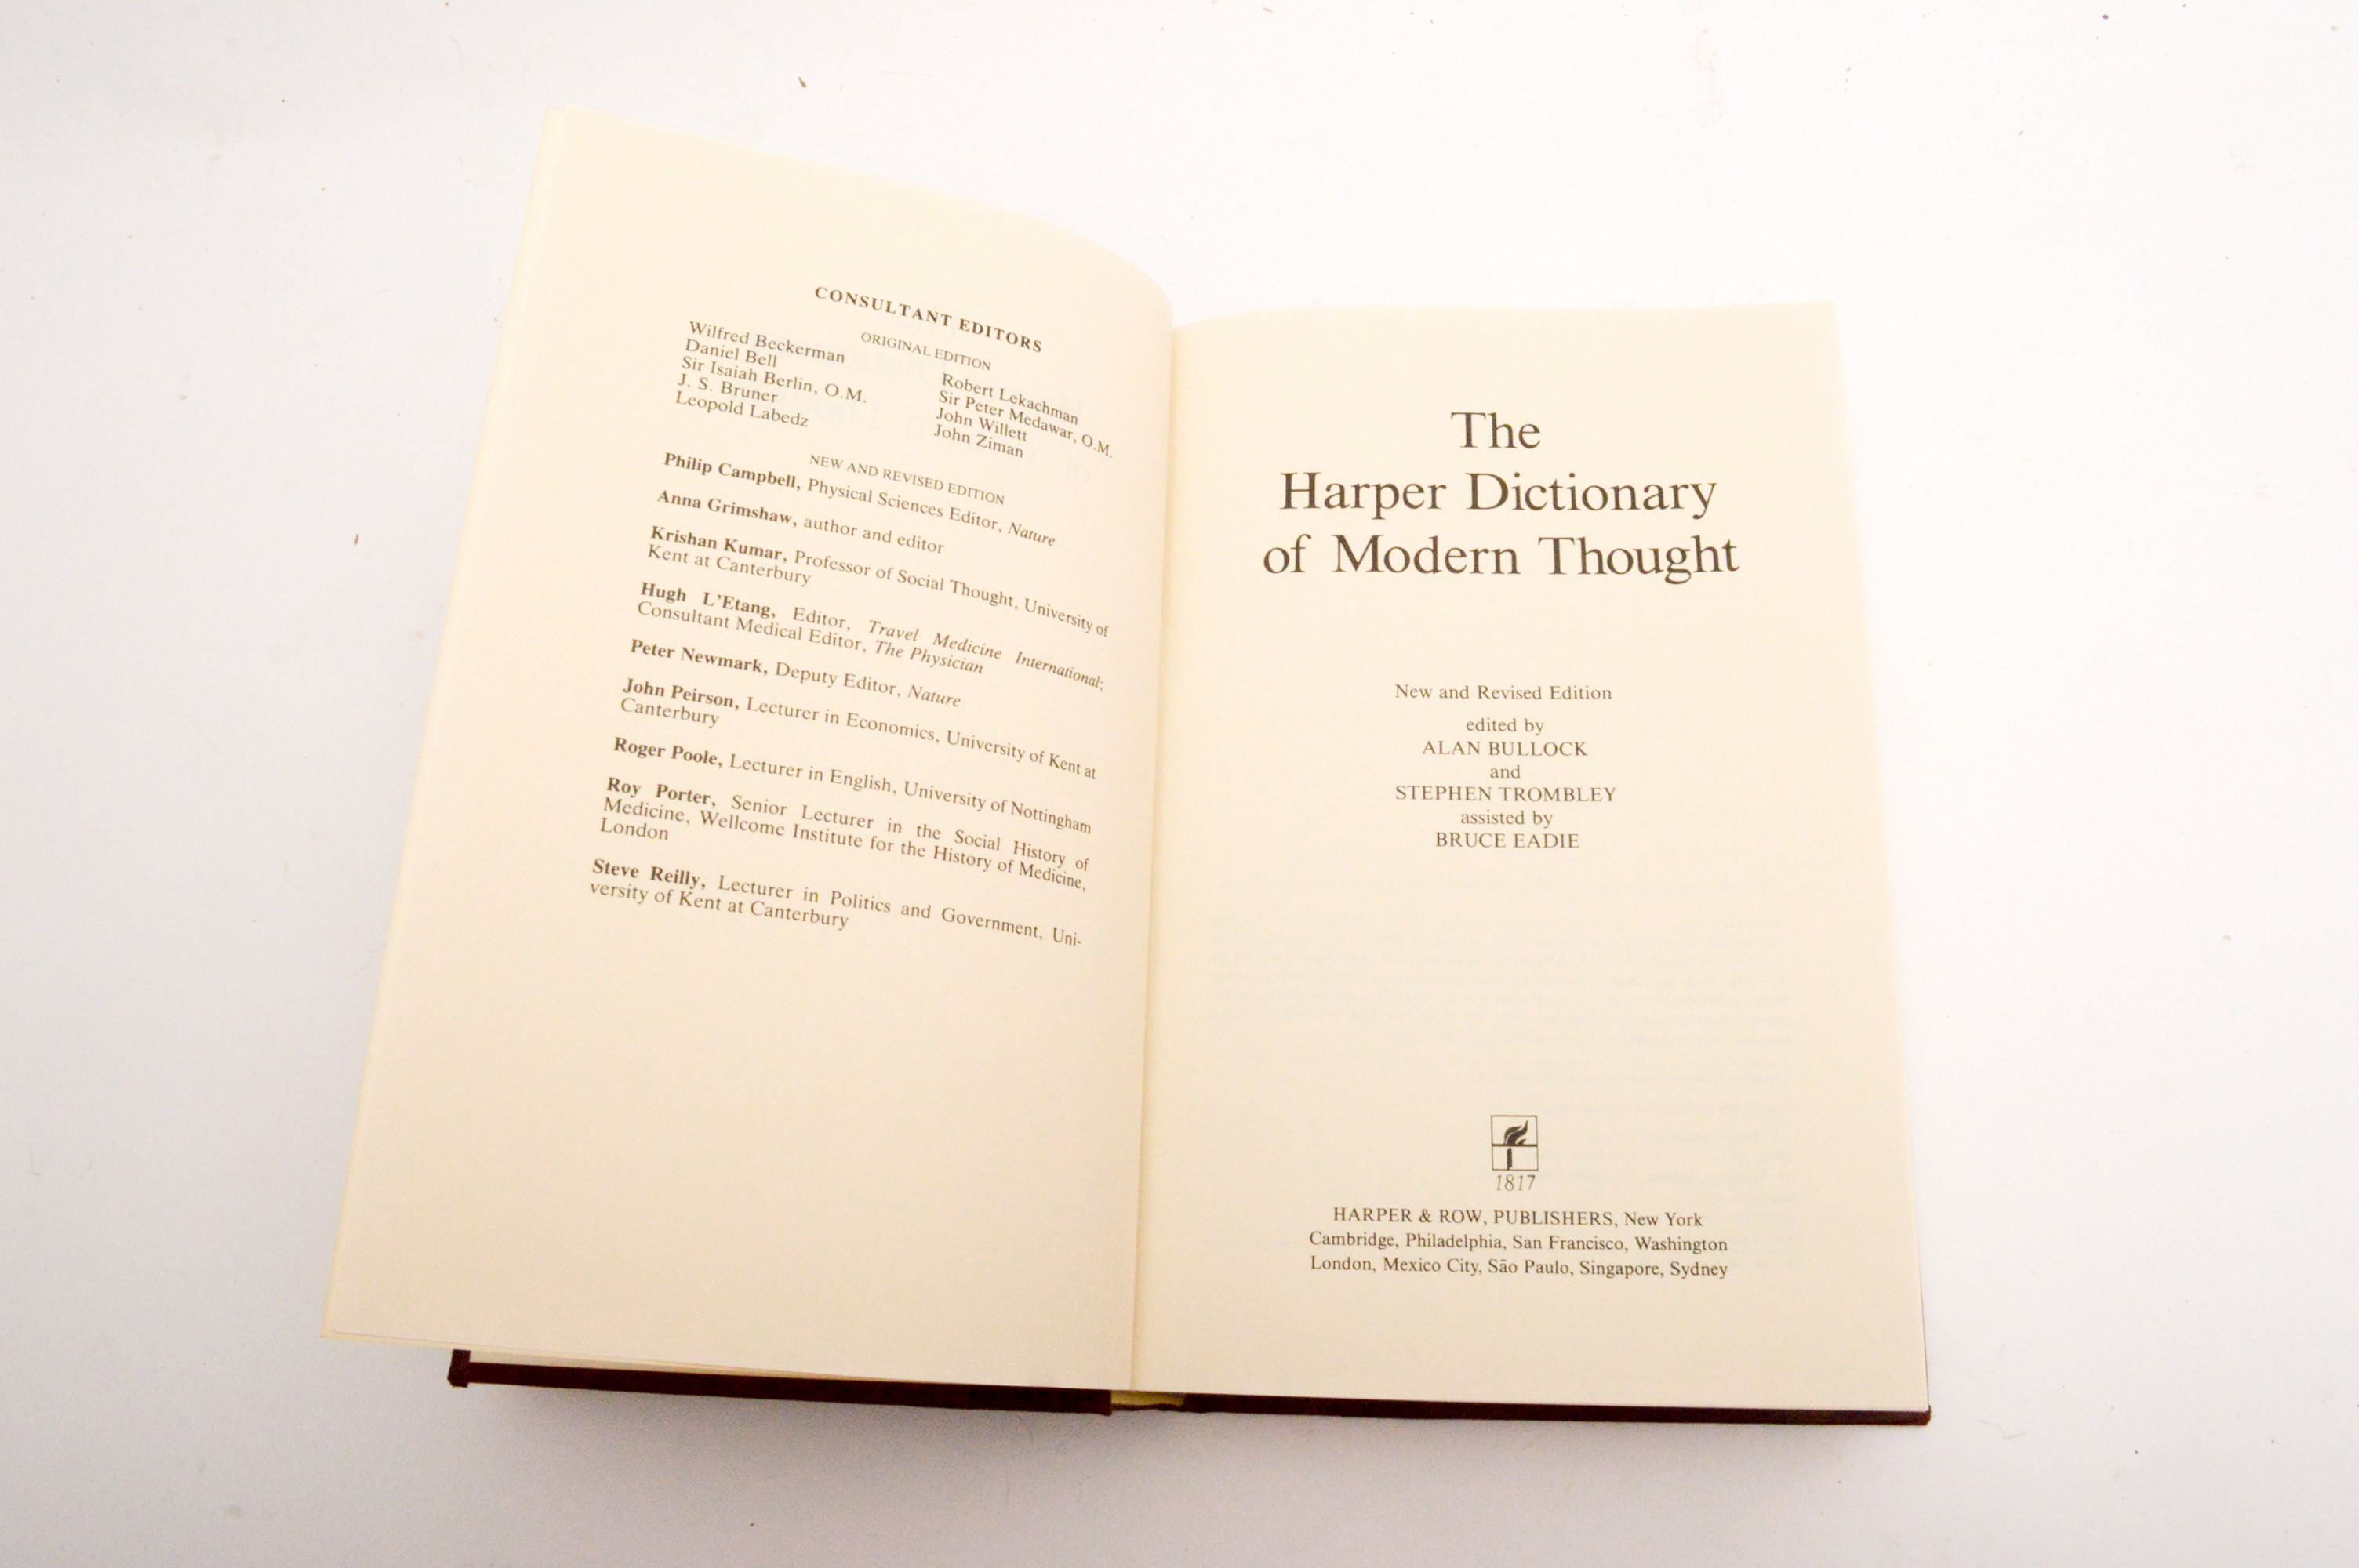 CONSULTANT EDITORS
ORIGINAL EDITION
Wilfred Beckerman
Daniel Bell
Sir Isaiah Berlin, O.M.
J. S. Bruner
Leopold Labedz
Robert Lekachman
Sir Peter Medawar, O.M.
John Willett
John Ziman
NEW AND REVISED EDITION
Philip Campbell, Physical Sciences Editor, Nature
Anna Grimshaw, author and editor
Krishan Kumar, Professor of Social Thought, University of
Kent at Canterbury
Hugh L'Etang, Editor, Travel Medicine International;
Consultant Medical Editor, The Physician
Peter Newmark, Deputy Editor, Nature
John Peirson, Lecturer in Economics, University of Kent at
Canterbury
Roger Poole, Lecturer in English, University of Nottingham
Roy Porter, Senior Lecturer in the Social History of
Medicine, Wellcome Institute for the History of Medicine,
London
Steve Reilly, Lecturer in Politics and Government, Uni-
versity of Kent at Canterbury
The
Harper Dictionary
of Modern Thought
New and Revised Edition
edited by
ALAN BULLOCK
and
STEPHEN TROMBLEY
assisted by
BRUCE EADIE
1817
HARPER & ROW, PUBLISHERS, New York
Cambridge, Philadelphia, San Francisco, Washington
London, Mexico City, São Paulo, Singapore, Sydney